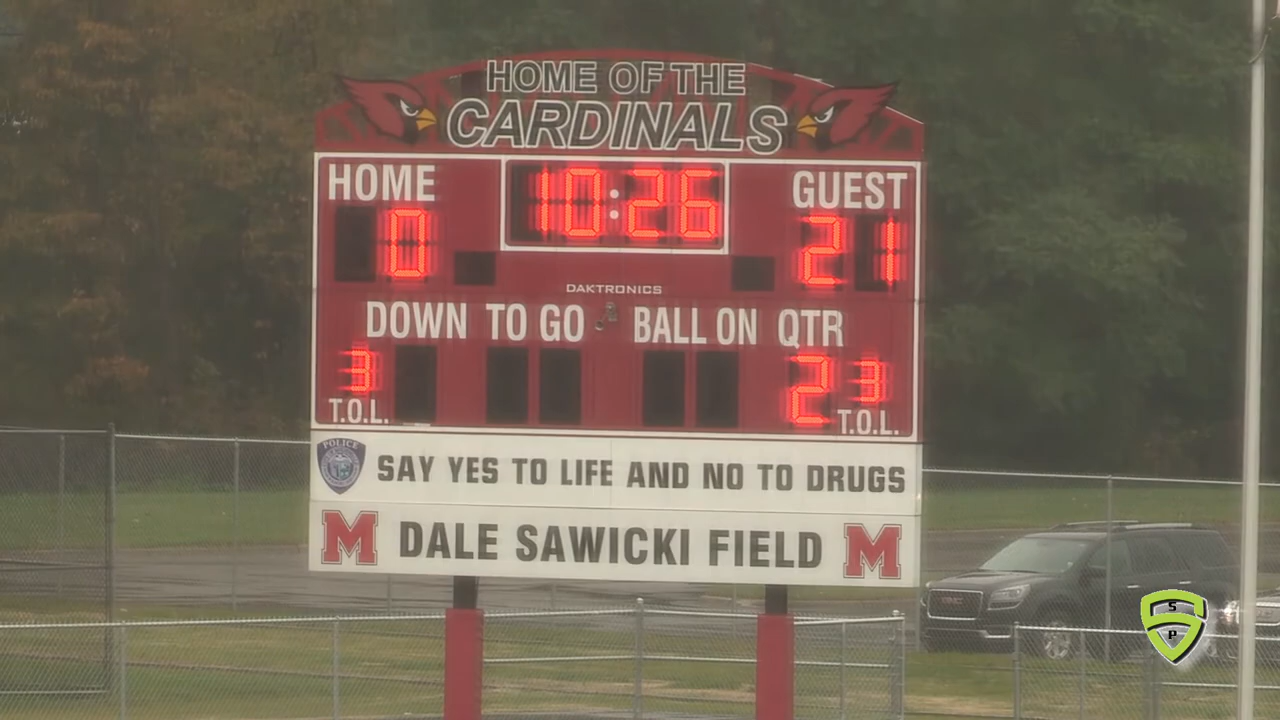 HOME OF THE
CARDINALS
HOME 10:26 GUEST
0 21
DAKTRONICS
DOWN TO GO BALL ON QTR
3 2 3
T.O.L. T.O.L.
POLICE
SAY YES TO LIFE AND NO TO DRUGS
M DALE SAWICKI FIELD M
GMC
S
P